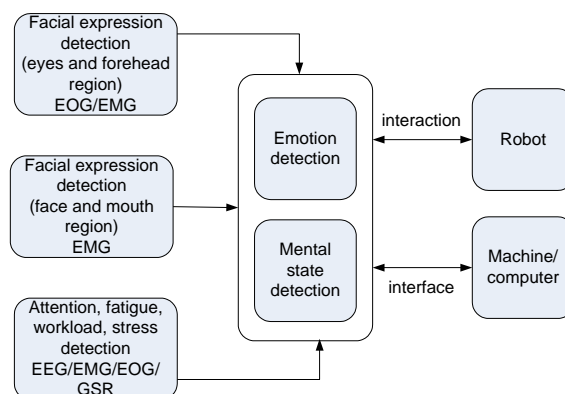 Facial expression
detection
(eyes and forehead
region)
EOG/EMG
Facial expression
detection
(face and mouth
region)
EMG
Attention, fatigue,
workload, stress
detection
EEG/EMG/EOG/
GSR
Emotion
detection
Mental
state
detection
interaction
interface
Robot
Machine/
computer